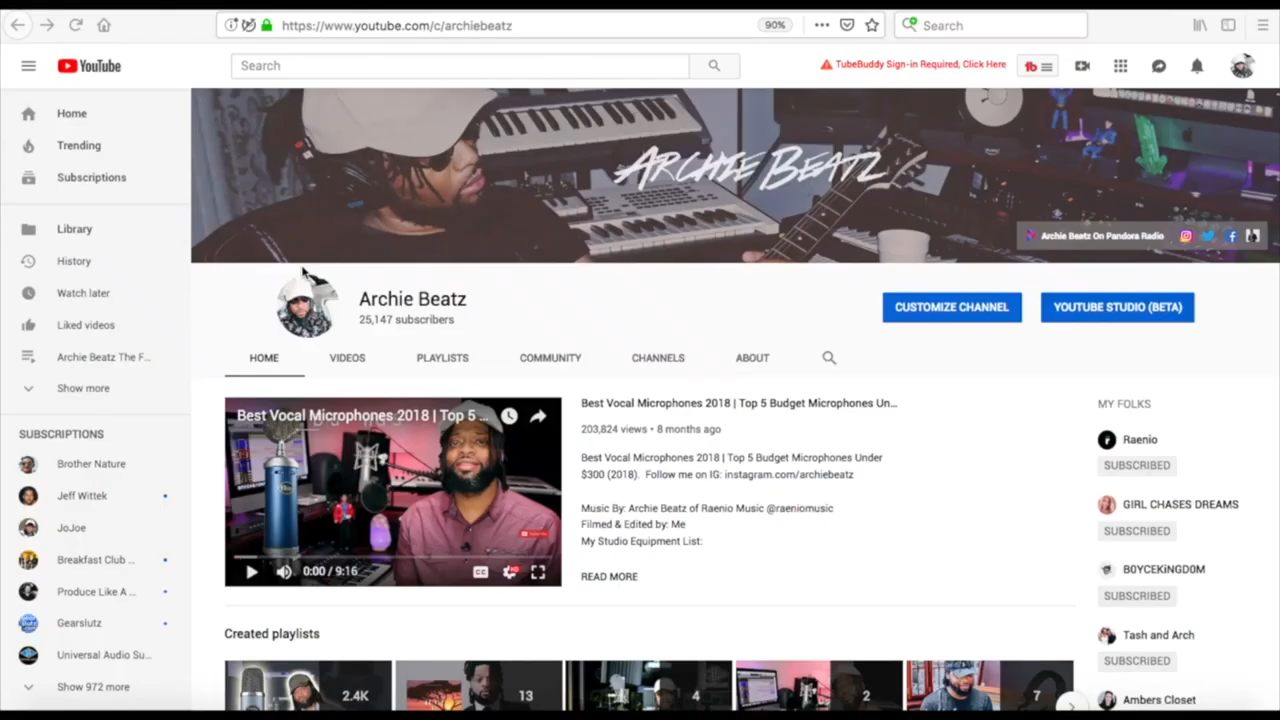 https://www.youtube.com/c/archiebeatz
90%
Search
YouTube
Search
TubeBuddy Sign-in Required, Click Here
tb
Home
Trending
Subscriptions
Library
History
Watch later
Liked videos
Archie Beatz The F...
Show more
SUBSCRIPTIONS
Brother Nature
Jeff Wittek
JoJoe
Breakfast Club ...
Produce Like A ...
Gearslutz
Universal Audio Su...
Show 972 more
ARCHIE BEATZ
Archie Beatz On Pandora Radio
Archie Beatz
25,147 subscribers
CUSTOMIZE CHANNEL
YOUTUBE STUDIO (BETA)
HOME
VIDEOS
PLAYLISTS
COMMUNITY
CHANNELS
ABOUT
Best Vocal Microphones 2018 | Top 5 ...
0:00 / 9:16
CC
Best Vocal Microphones 2018 | Top 5 Budget Microphones Un...
203,824 views • 8 months ago
Best Vocal Microphones 2018 | Top 5 Budget Microphones Under
$300 (2018). Follow me on IG: instagram.com/archiebeatz
Music By: Archie Beatz of Raenio Music @raeniomusic
Filmed & Edited by: Me
My Studio Equipment List:
READ MORE
MY FOLKS
Raenio
SUBSCRIBED
GIRL CHASES DREAMS
SUBSCRIBED
B0YCEKiNGD0M
SUBSCRIBED
Tash and Arch
SUBSCRIBED
Ambers Closet
Created playlists
2.4K
13
4
2
7